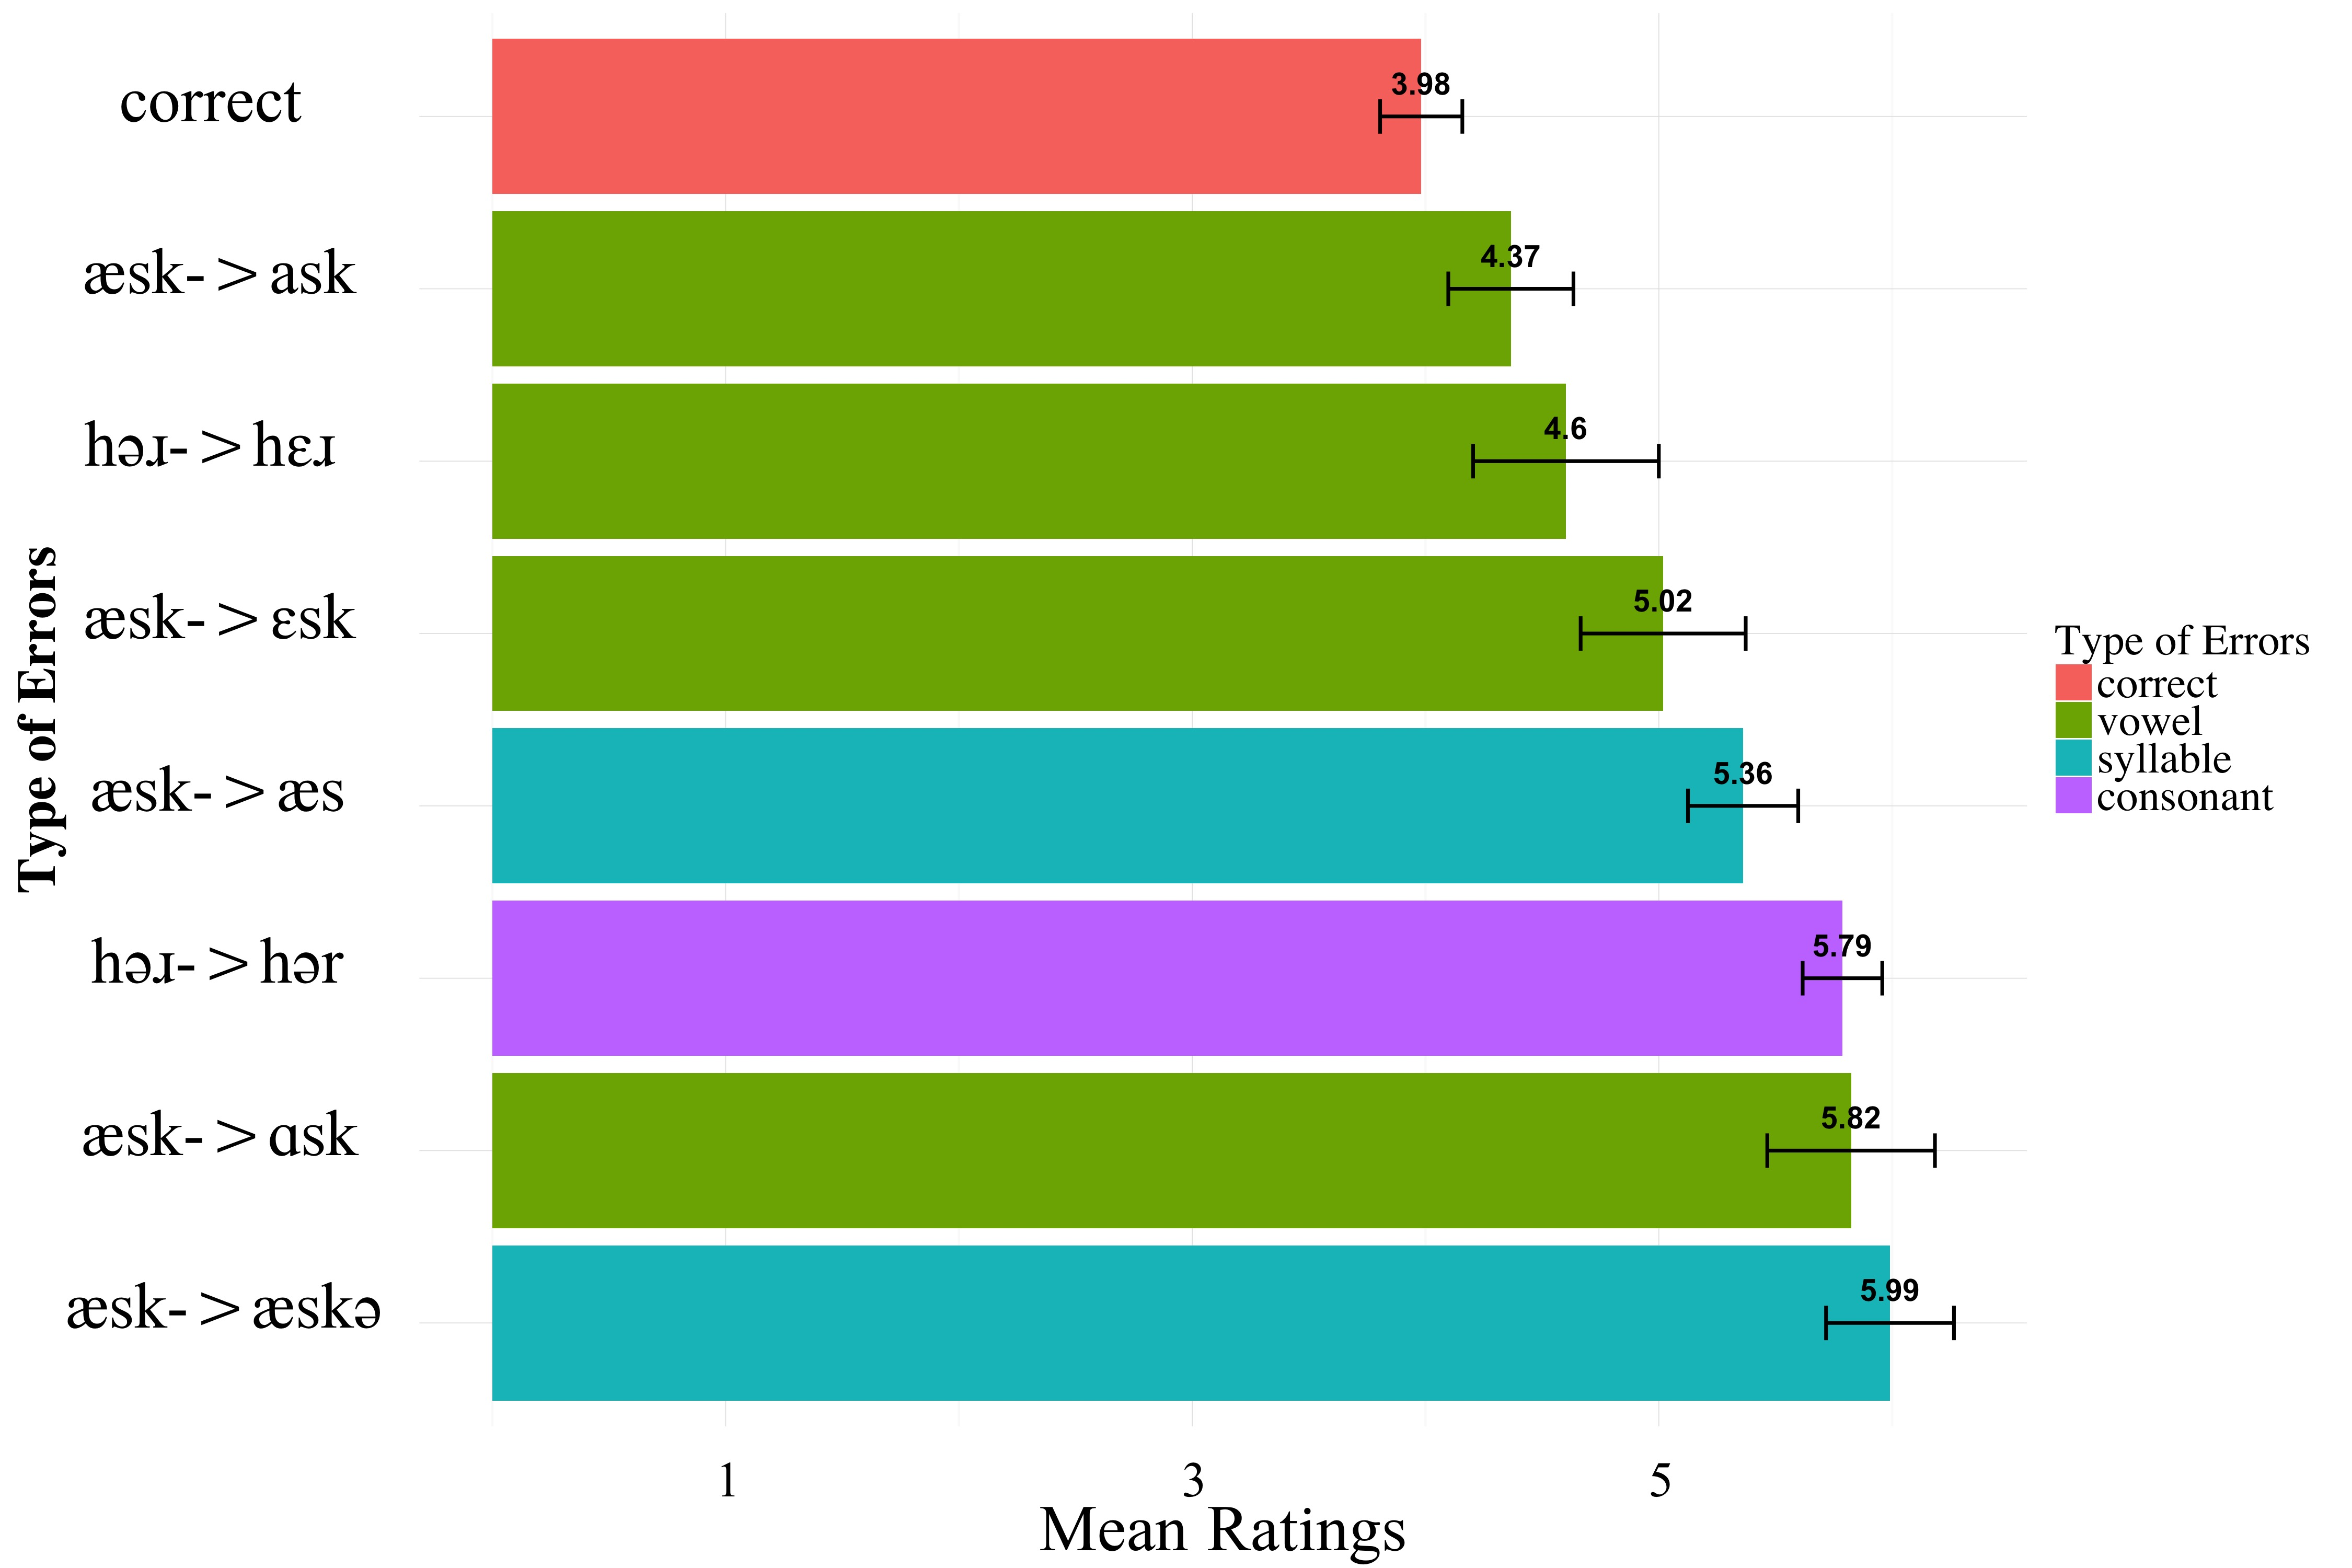 correct
3.98
æsk->ask
4.37
həɹ->hɛɹ
4.6
æsk->ɛsk
5.02
æsk->æs
5.36
həɹ->hər
5.79
æsk->ɑsk
5.82
æsk->æskə
5.99
Type of Errors
1 3 5
Mean Ratings
Type of Errors
correct
vowel
syllable
consonant